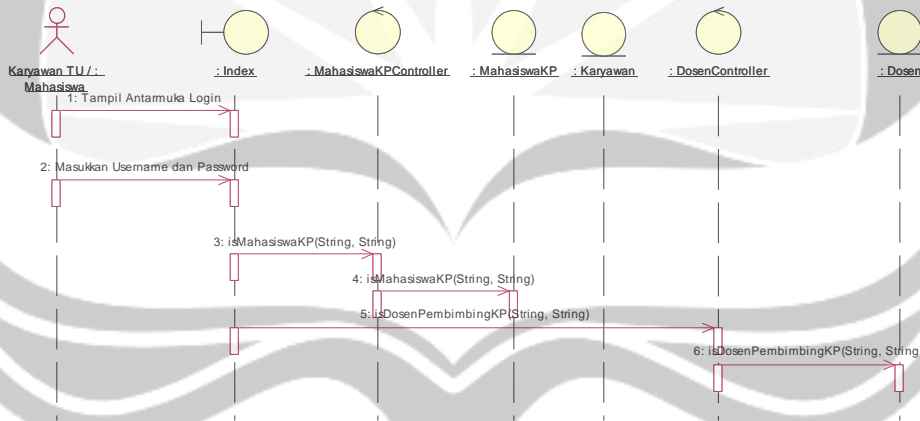 Karyawan TU / :
Mahasiswa
: Index
: MahasiswaKPController
: MahasiswaKP
: Karyawan
: DosenController
: Dosen
1: Tampil Antarmuka Login
2: Masukkan Username dan Password
3: isMahasiswaKP(String, String)
4: isMahasiswaKP(String, String)
5: isDosenPembimbingKP(String, String)
6: isDosenPembimbingKP(String, String